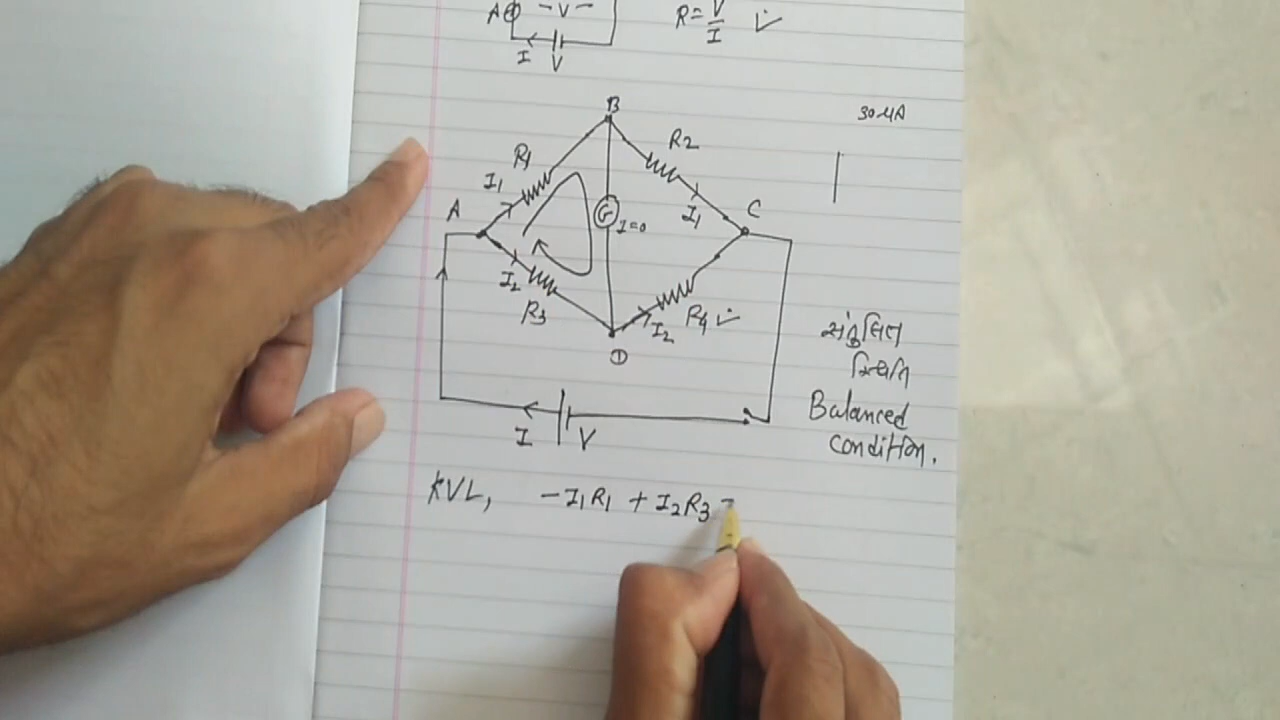 A -V-
R = V/I
I V
B
30 μA
R1 R2
I1
A G I=0 I1 C
I2
R3 I2 R4
D
સંતુલિત
સ્થિતિ
Balanced
condition.
I V
KVL, -I1R1 + I2R3 =